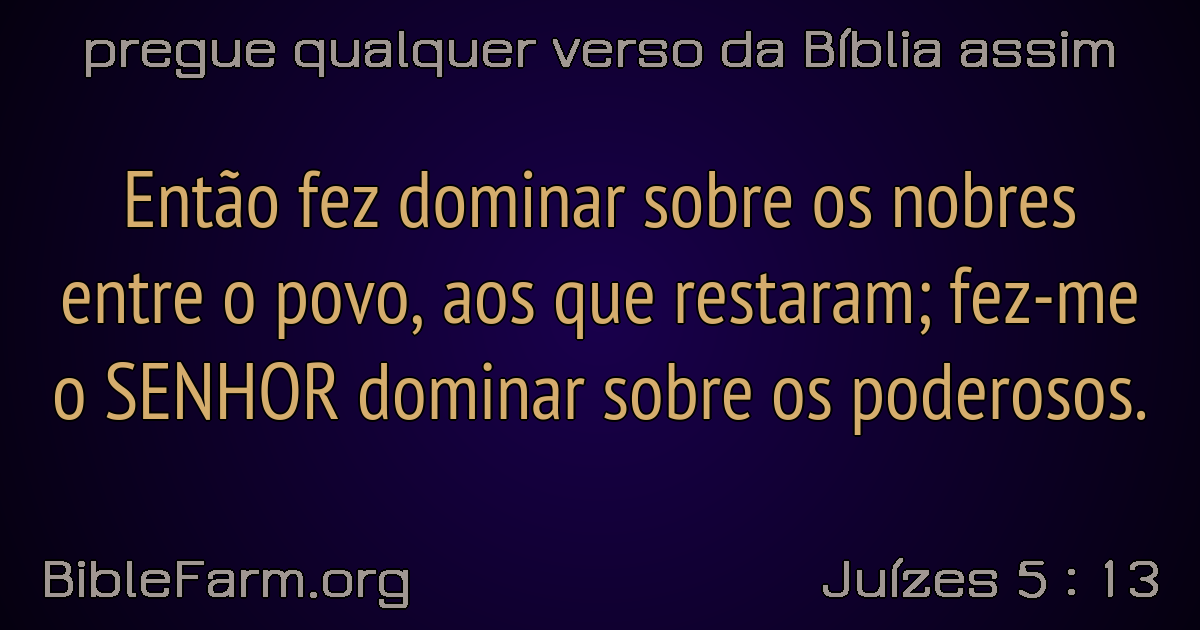 pregue qualquer verso da Bíblia assim
Então fez dominar sobre os nobres
entre o povo, aos que restaram; fez-me
o SENHOR dominar sobre os poderosos.
BibleFarm.org
Juízes 5 : 13